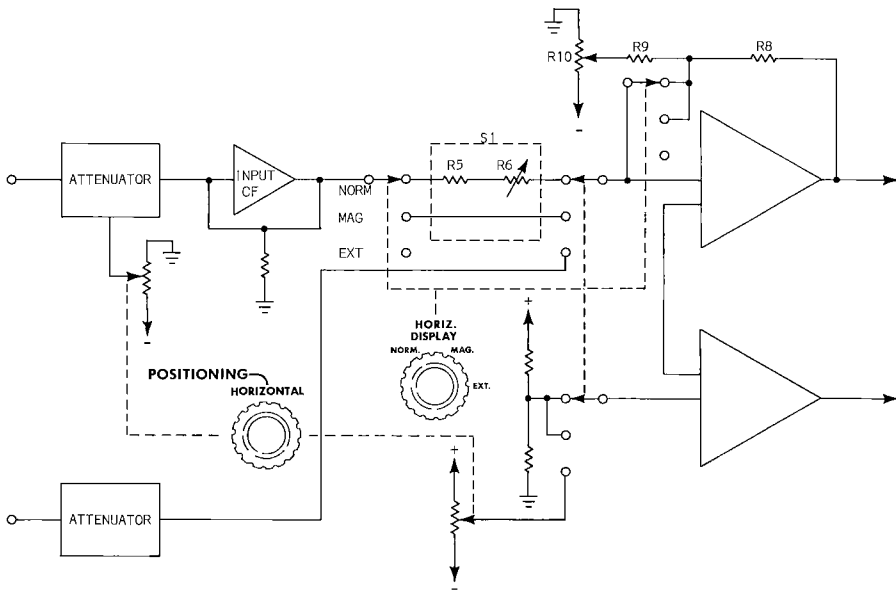 R10
R9
R8
-
S1
R5
R6
ATTENUATOR
INPUT
CF
NORM
MAG
EXT
-
+
HORIZ.
DISPLAY
NORM.
MAG.
EXT.
POSITIONING
HORIZONTAL
+
ATTENUATOR
-